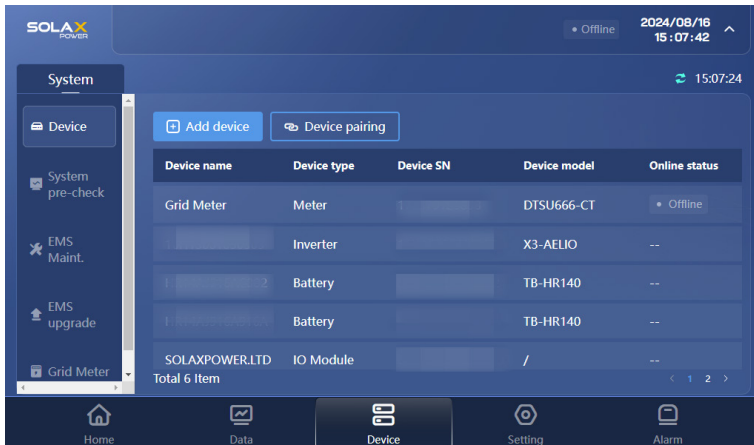 SOLAX
POWER
Offline
2024/08/16
15:07:42
System
15:07:24
Device
Add device
Device pairing
Device name Device type Device SN Device model Online status
System
pre-check
Grid Meter Meter DTSU666-CT Offline
EMS
Maint.
Inverter X3-AELIO --
Battery TB-HR140 --
EMS
upgrade
Battery TB-HR140 --
Grid Meter
SOLAXPOWER.LTD IO Module / --
Total 6 Item
< 1 2 >
Home Data Device Setting Alarm